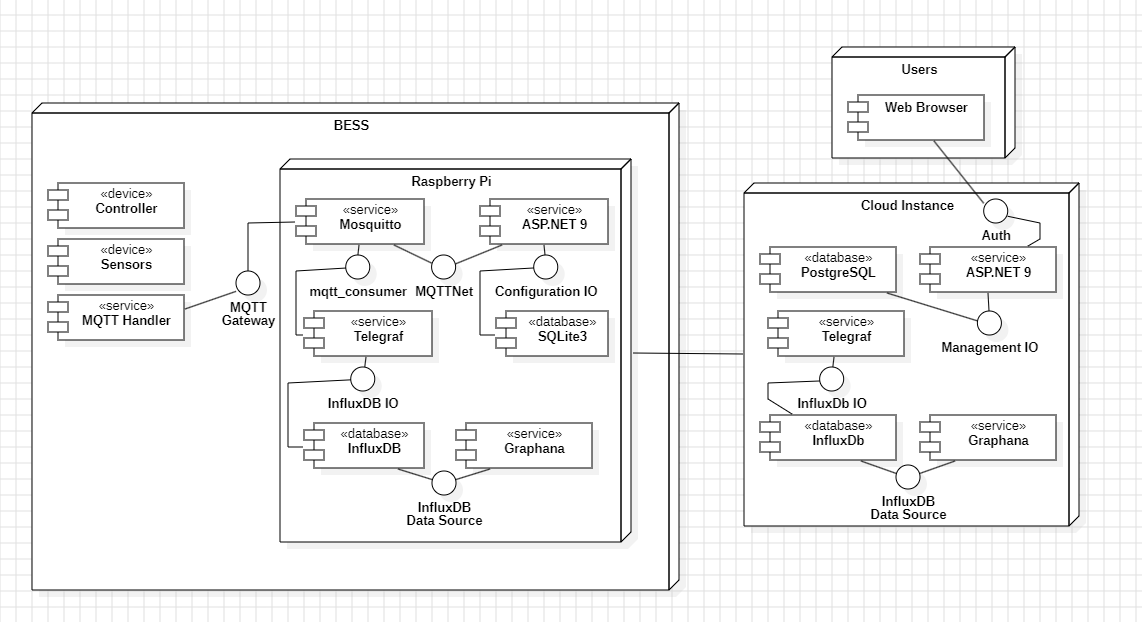 Users
Web Browser
BESS
Raspberry Pi
«device»
Controller
«device»
Sensors
«service»
MQTT Handler
MQTT
Gateway
«service»
Mosquitto
«service»
ASP.NET 9
mqtt_consumer
MQTTNet
Configuration IO
«service»
Telegraf
«database»
SQLite3
InfluxDB IO
«database»
InfluxDB
«service»
Graphana
InfluxDB
Data Source
Cloud Instance
Auth
«database»
PostgreSQL
«service»
ASP.NET 9
«service»
Telegraf
Management IO
InfluxDb IO
«database»
InfluxDb
«service»
Graphana
InfluxDB
Data Source